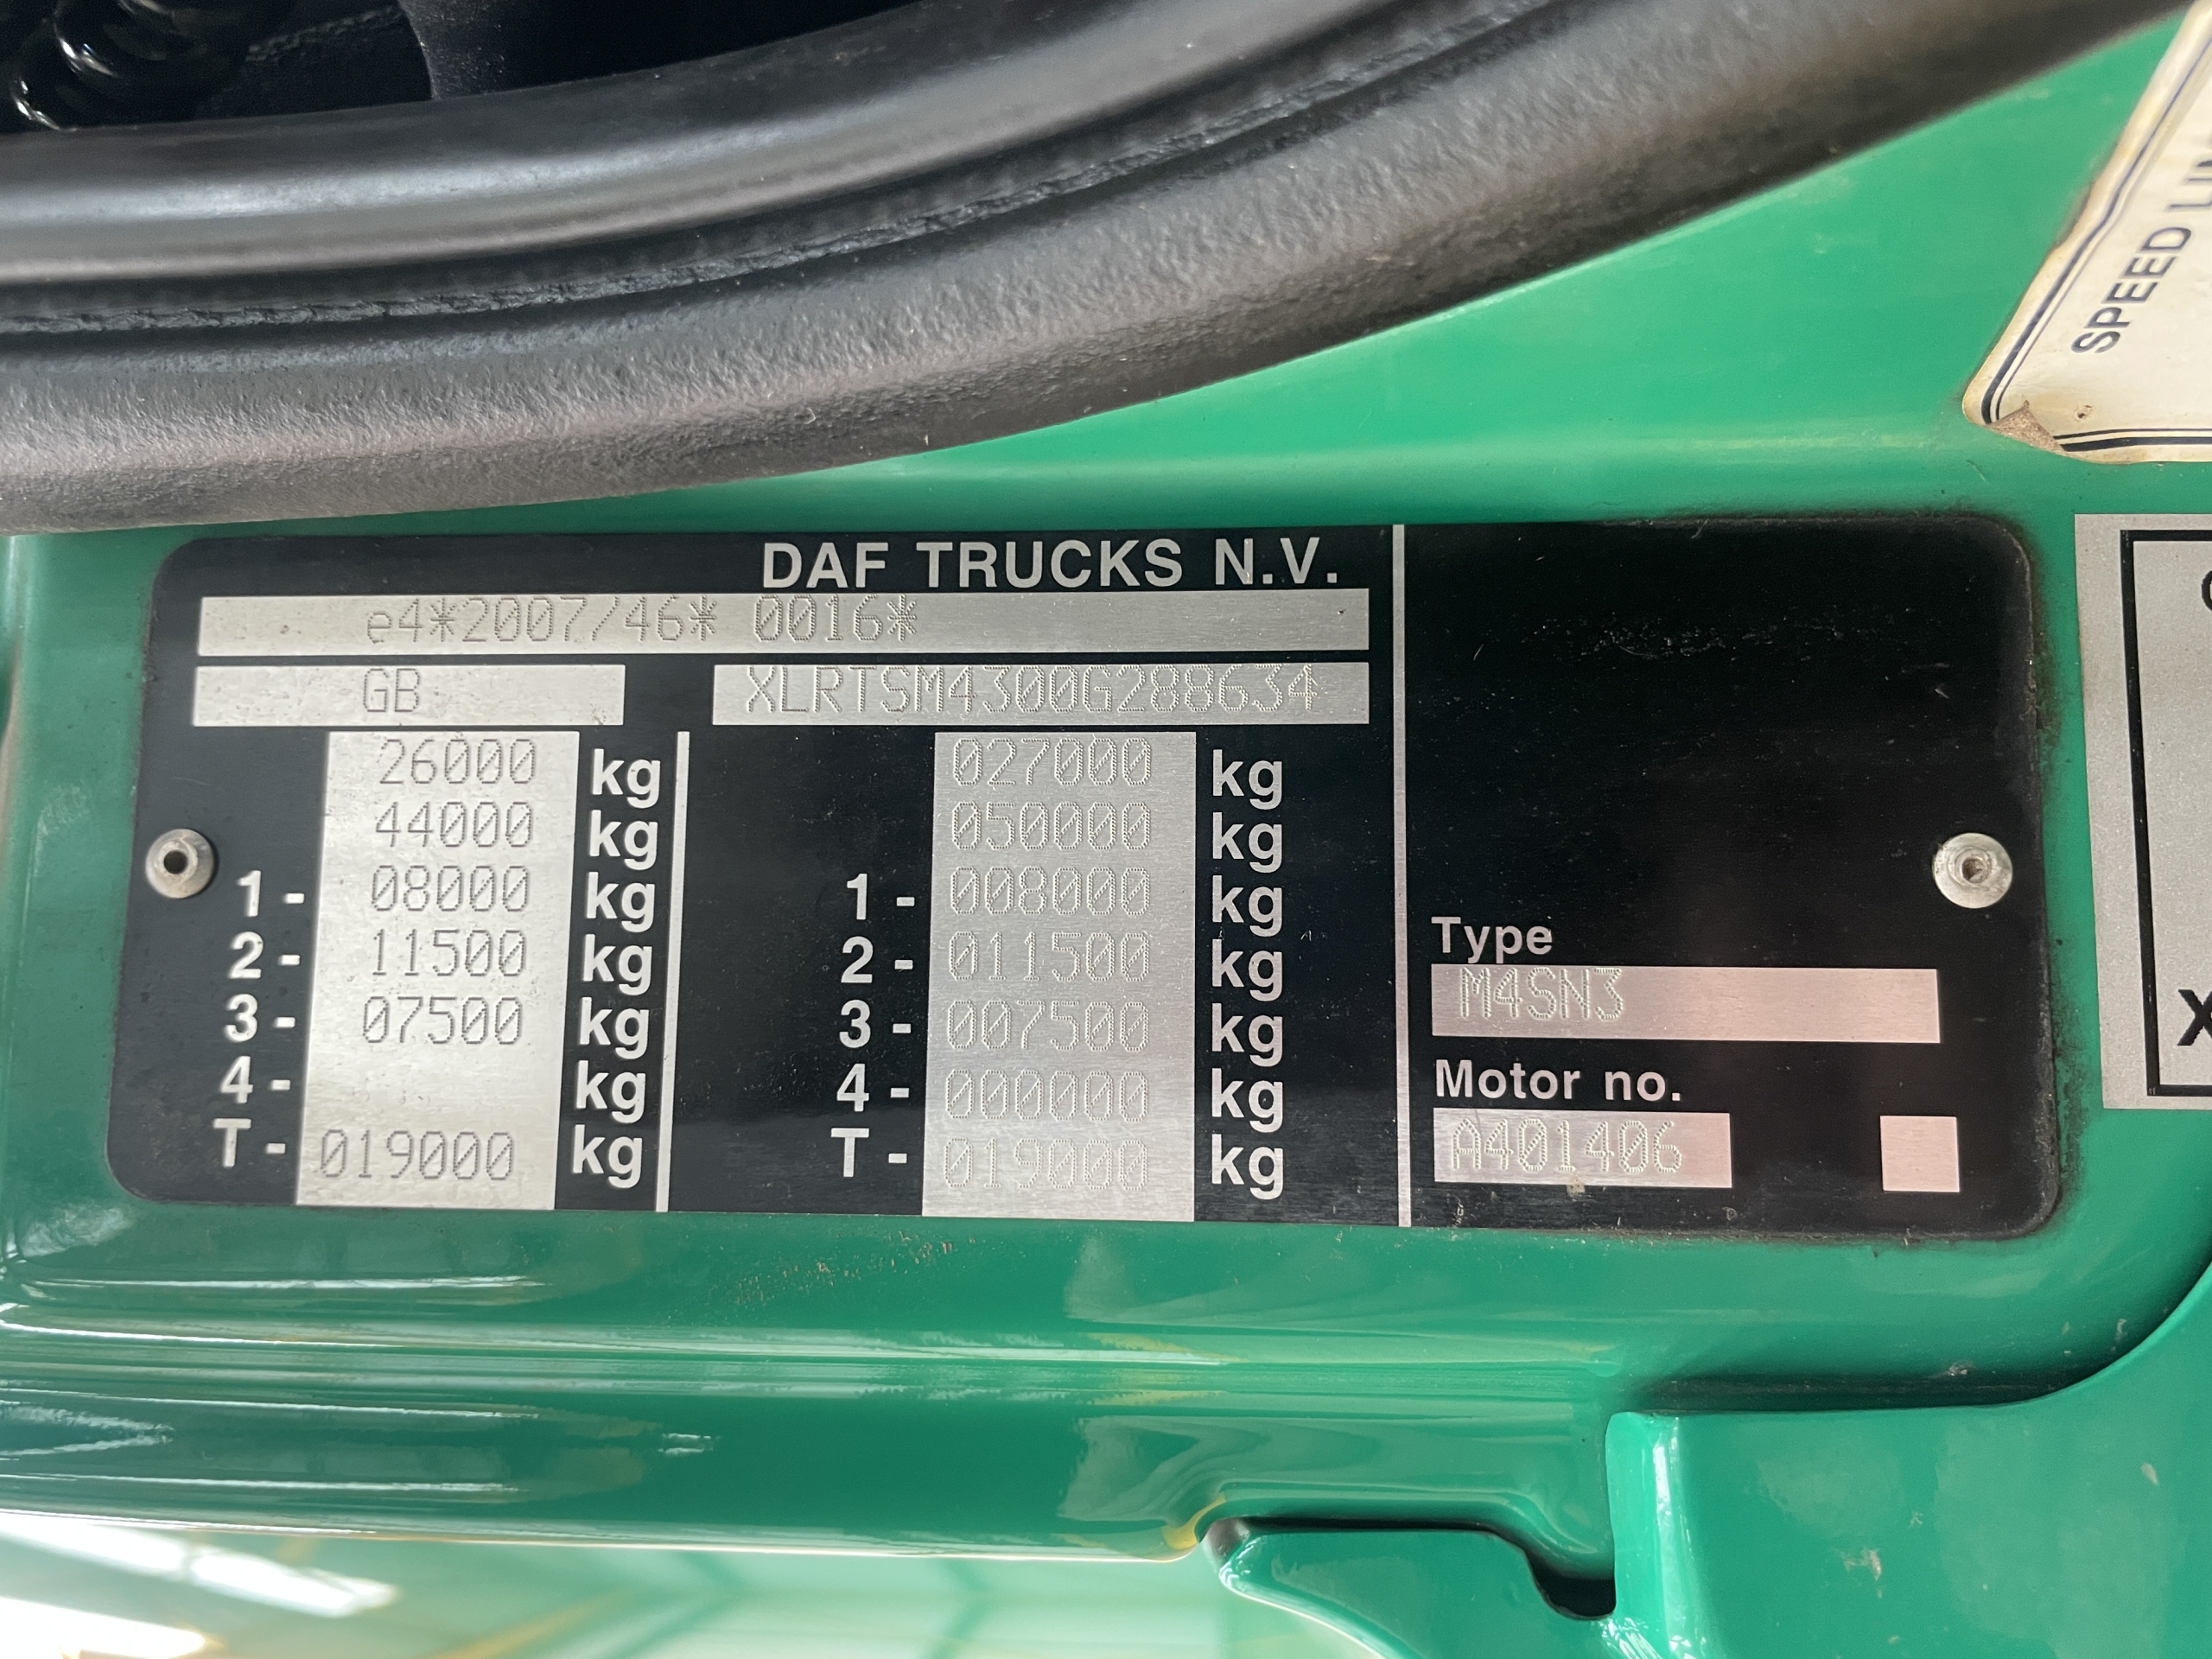 SPEED LIM
DAF TRUCKS N.V.
e4*2007/46* 0016*
GB XLRTSM4300G288634
26000 kg 027000 kg
44000 kg 050000 kg
1 - 08000 kg 1 - 008000 kg
2 - 11500 kg 2 - 011500 kg
3 - 07500 kg 3 - 007500 kg
4 - kg 4 - 000000 kg
T - 019000 kg T - 019000 kg
Type
M4SN3
Motor no.
A401406
X